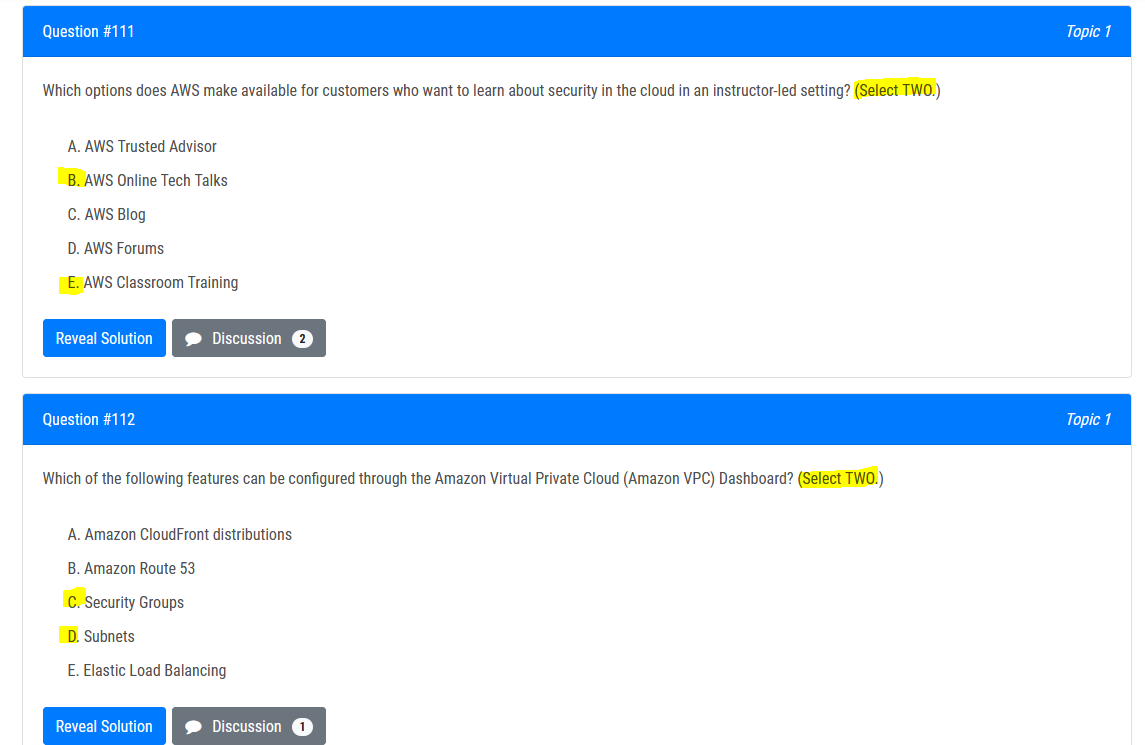 Question #111 Topic 1
Which options does AWS make available for customers who want to learn about security in the cloud in an instructor-led setting? (Select TWO.)
A. AWS Trusted Advisor
B. AWS Online Tech Talks
C. AWS Blog
D. AWS Forums
E. AWS Classroom Training
Reveal Solution Discussion 2
Question #112 Topic 1
Which of the following features can be configured through the Amazon Virtual Private Cloud (Amazon VPC) Dashboard? (Select TWO.)
A. Amazon CloudFront distributions
B. Amazon Route 53
C. Security Groups
D. Subnets
E. Elastic Load Balancing
Reveal Solution Discussion 1